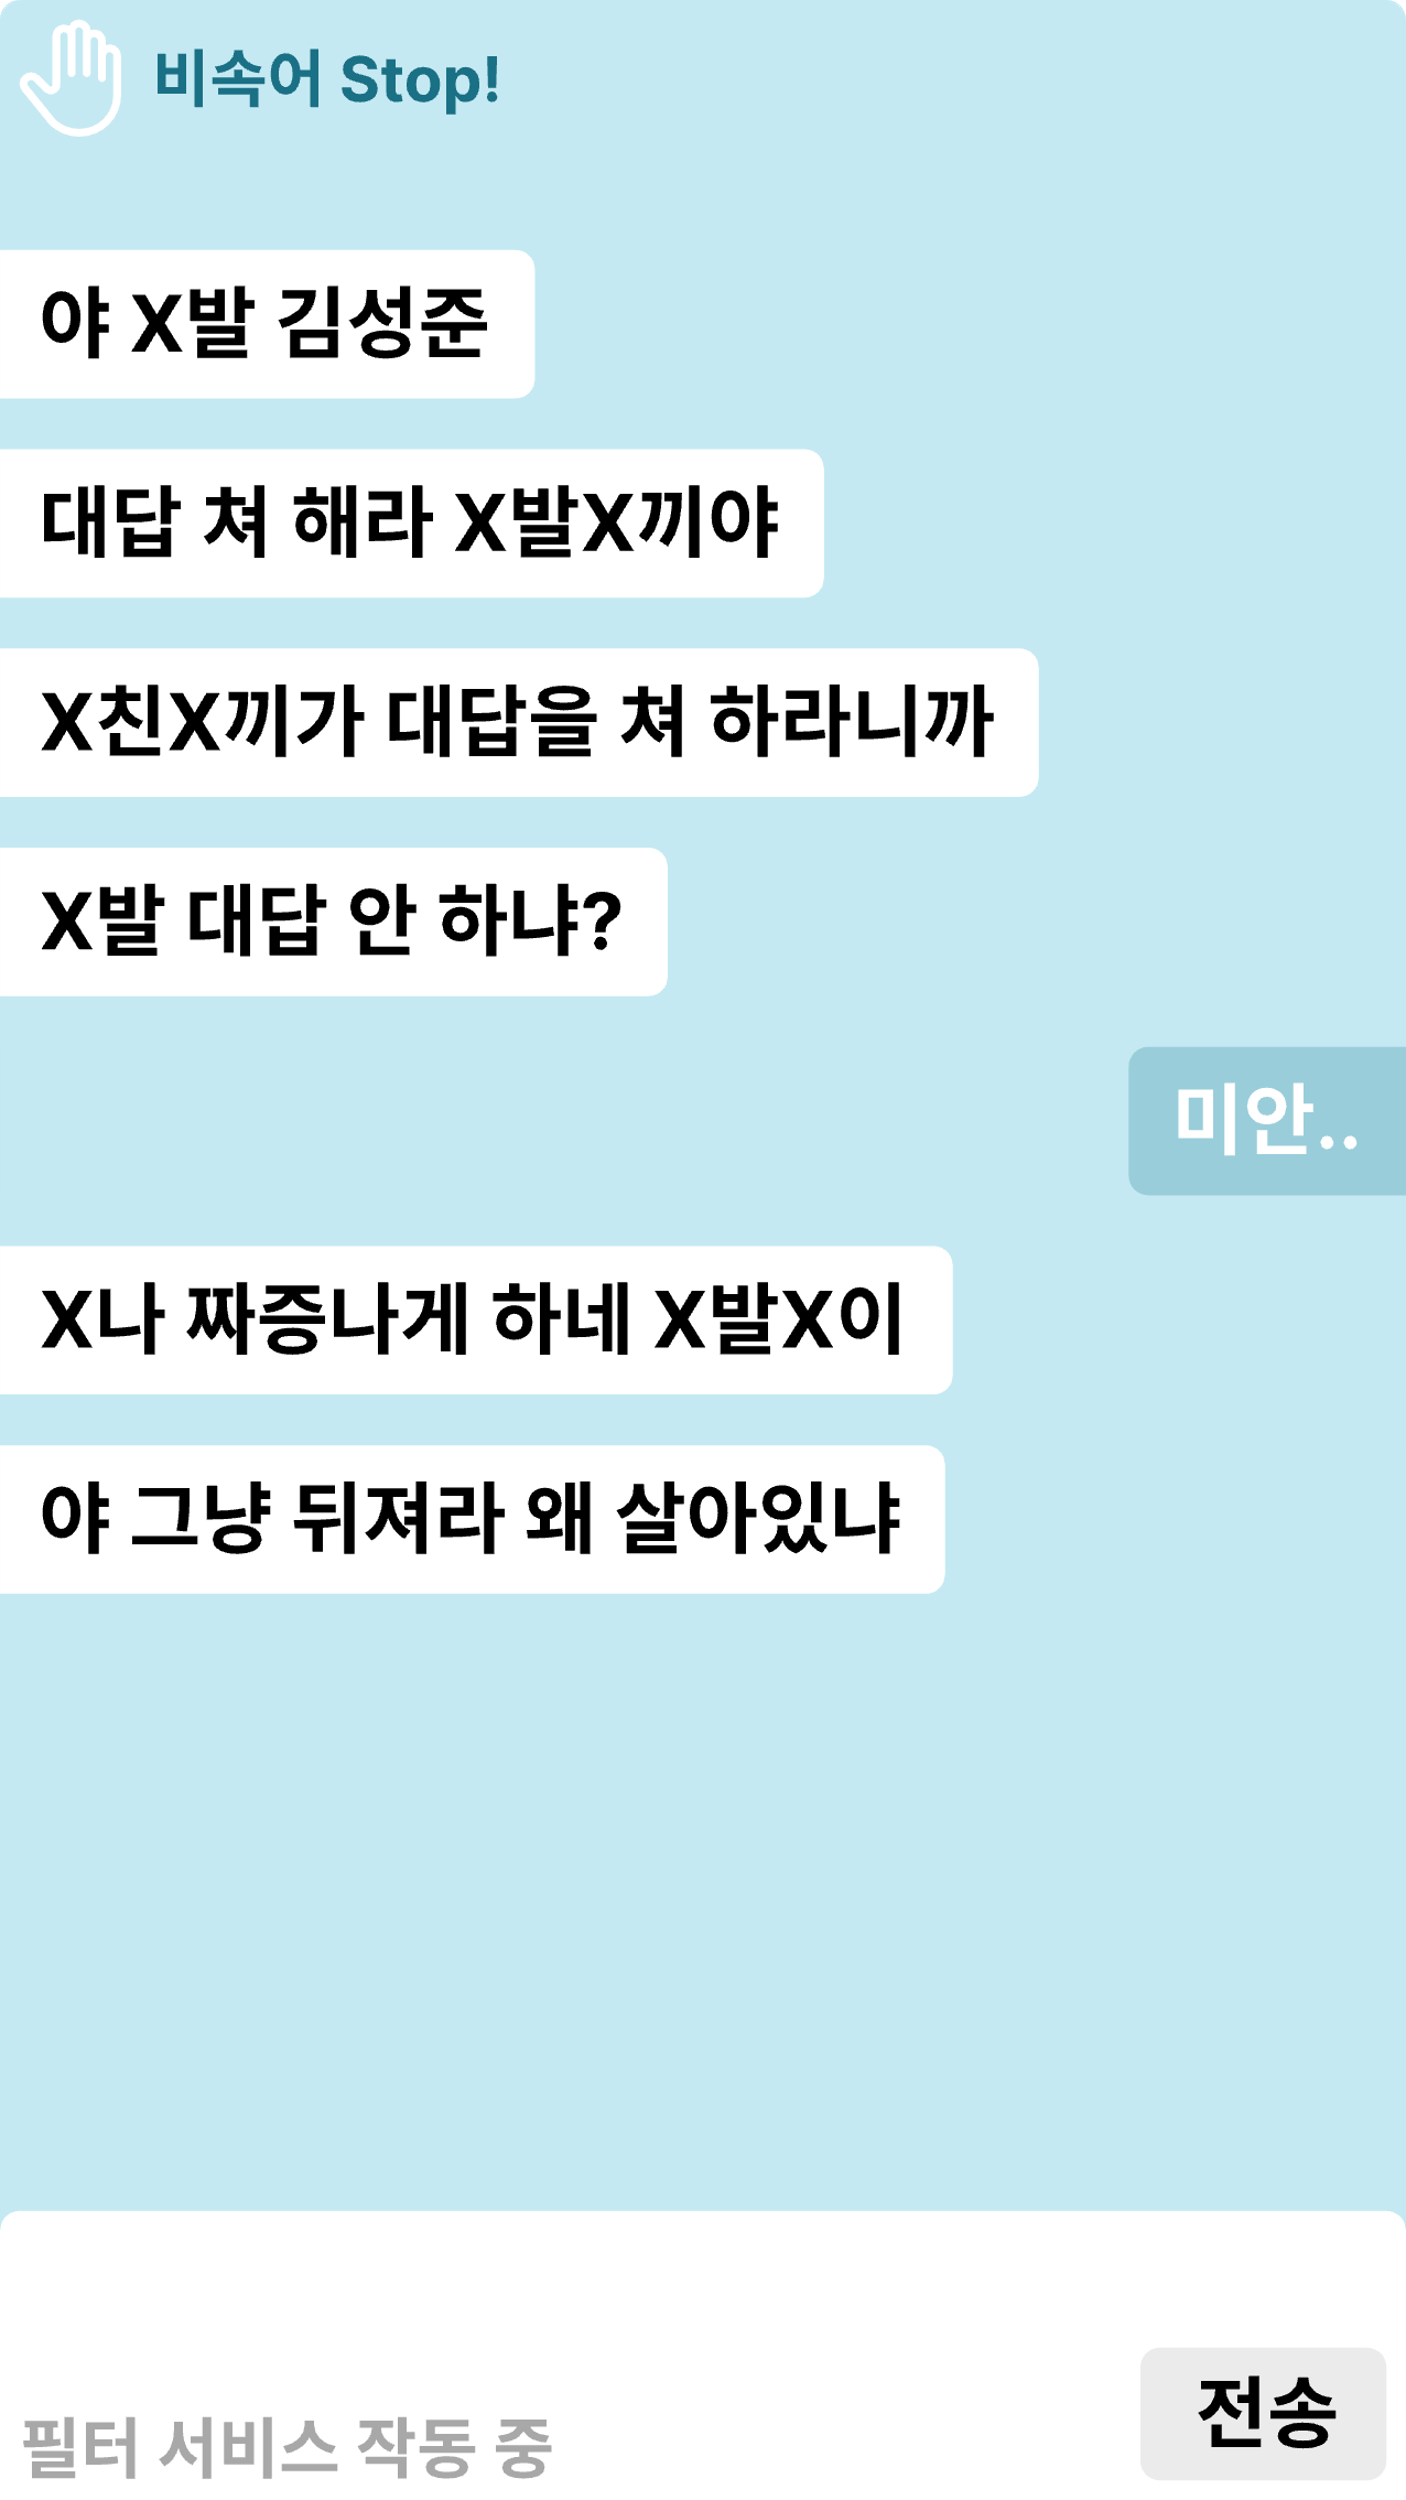 비속어 Stop!
야 X발 김성준
대답 쳐 해라 X발X끼야
X친X끼가 대답을 쳐 하라니까
X발 대답 안 하냐?
미안..
X나 짜증나게 하네 X발X이
야 그냥 뒤져라 왜 살아있냐
전송
필터 서비스 작동 중